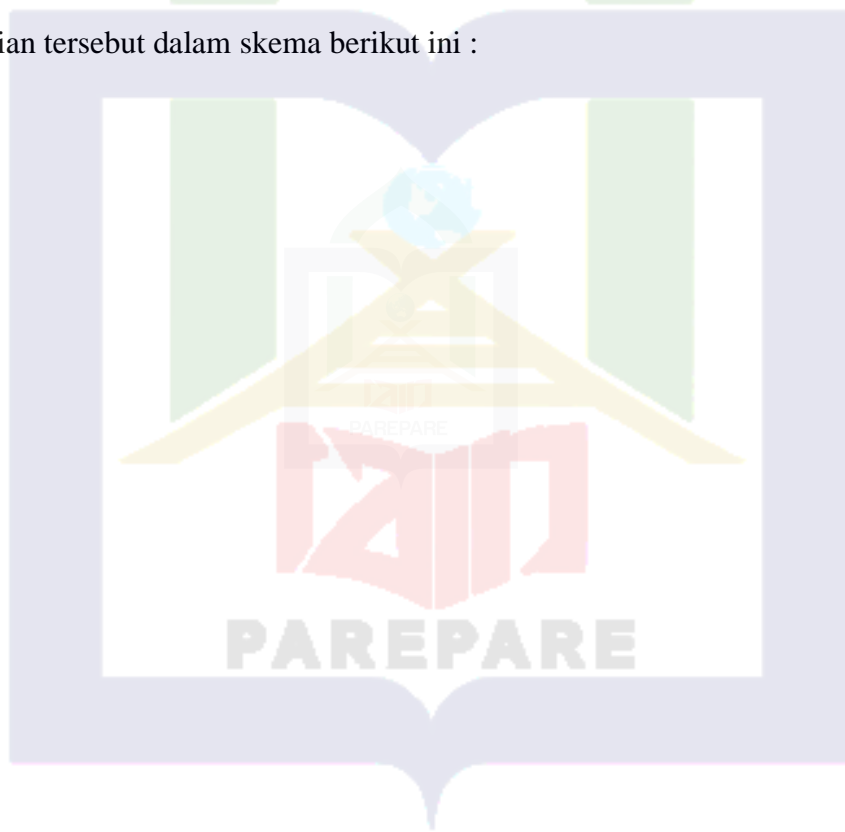 ian tersebut dalam skema berikut ini :
iain
PAREPARE
iain
PAREPARE